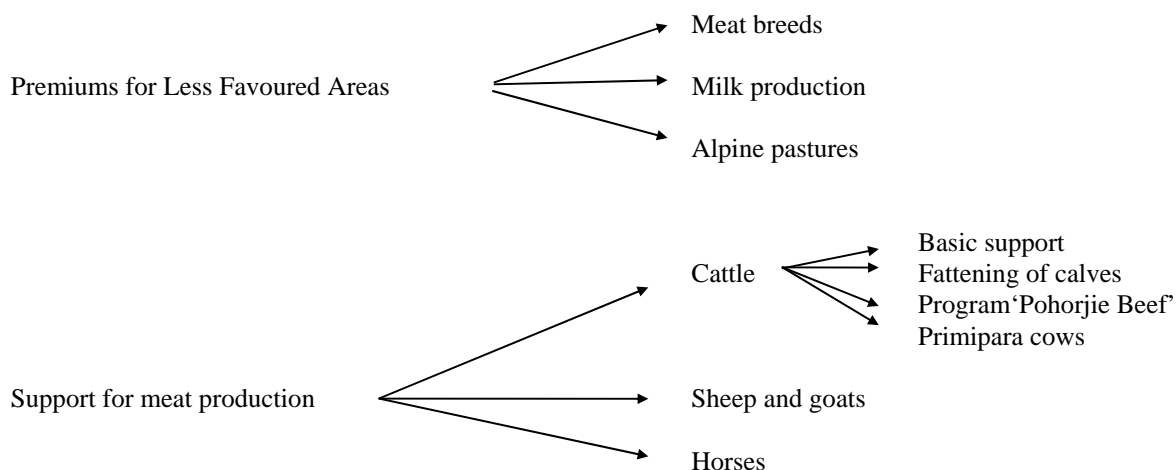 Meat breeds
Premiums for Less Favoured Areas
Milk production
Alpine pastures
Basic support
Cattle
Fattening of calves
Program‘Pohorjie Beef’
Primipara cows
Support for meat production
Sheep and goats
Horses